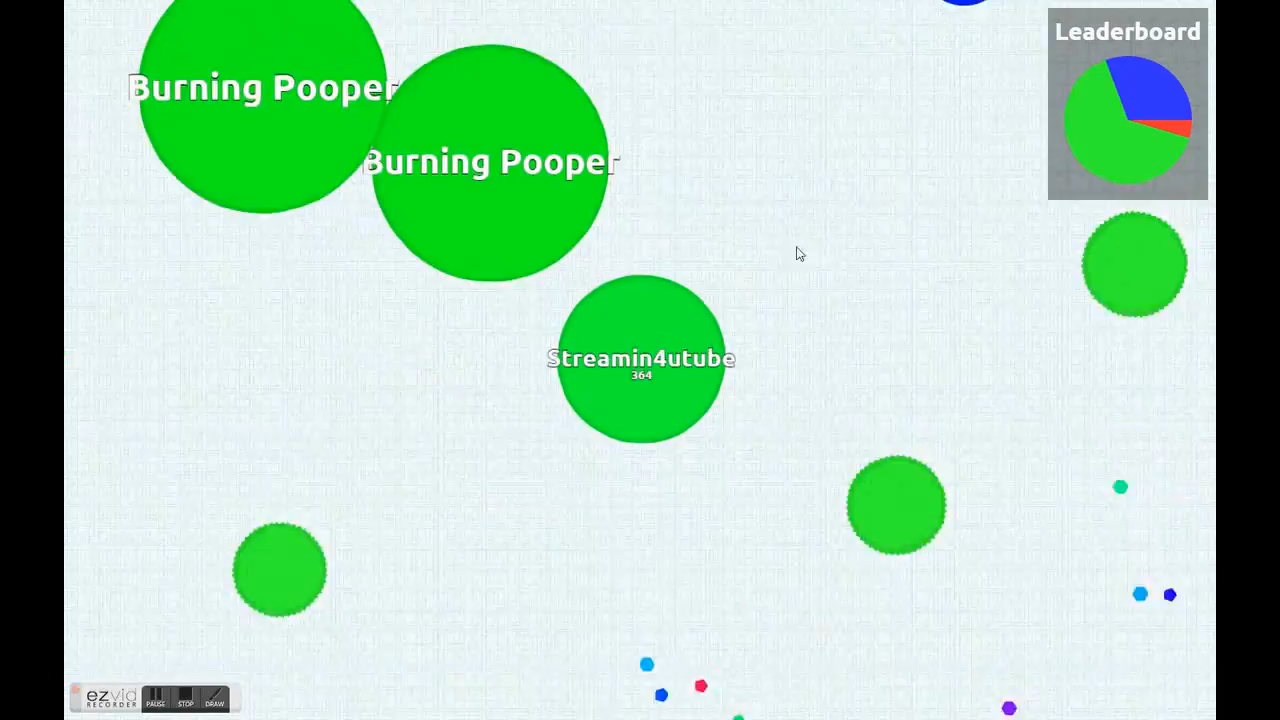 Leaderboard
Burning Pooper
Burning Pooper
Streamin4utube
364
ezvid
RECORDER
PAUSE
STOP
DRAW